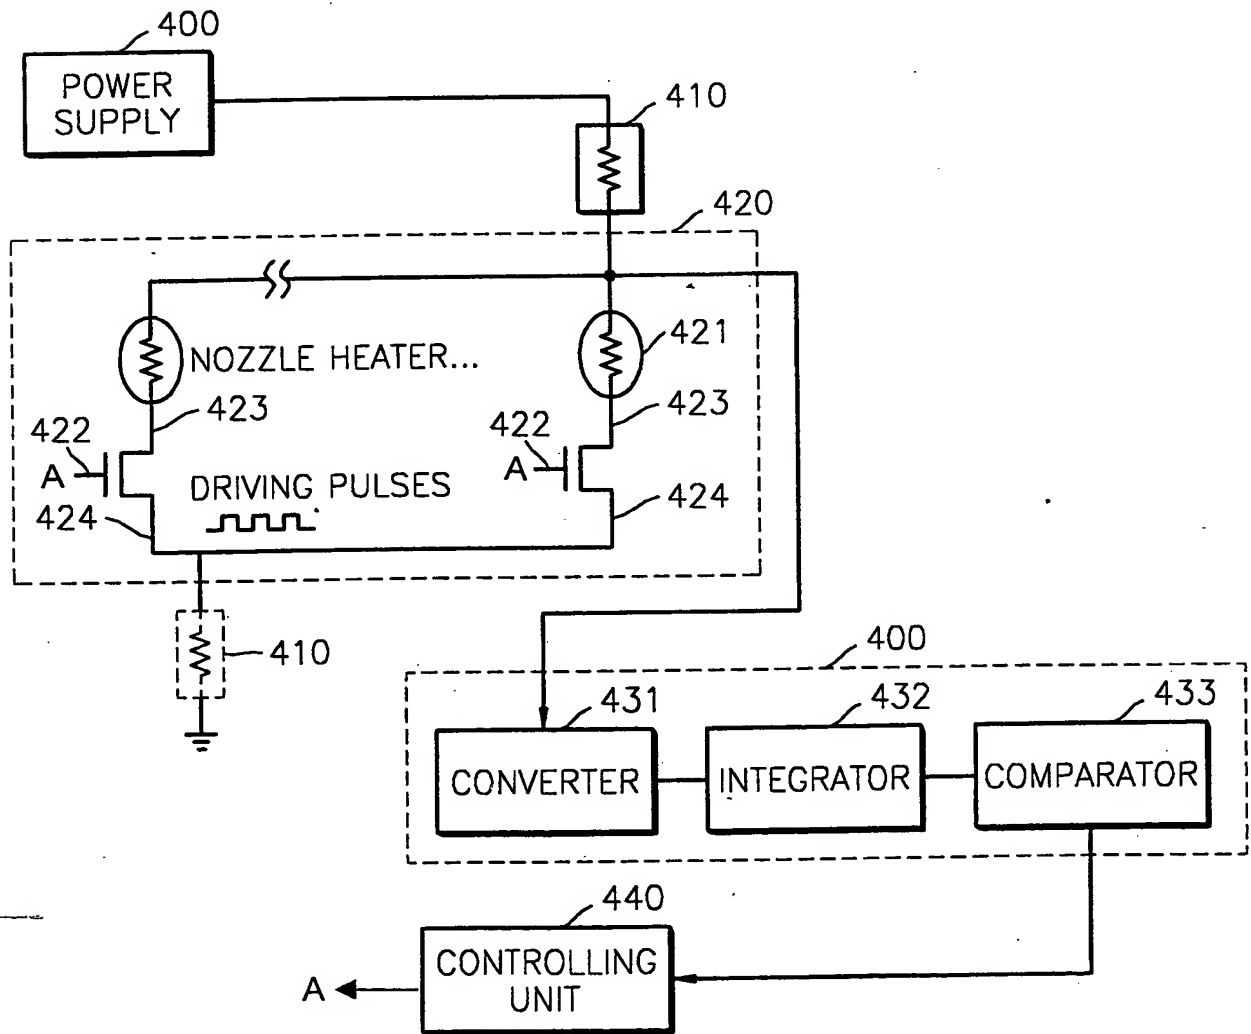 400
POWER
SUPPLY
410
420
421
NOZZLE HEATER...
423
423
422
422
A
A
DRIVING PULSES
424
424
410
400
431
432
433
CONVERTER
INTEGRATOR
COMPARATOR
440
CONTROLLING
UNIT
A